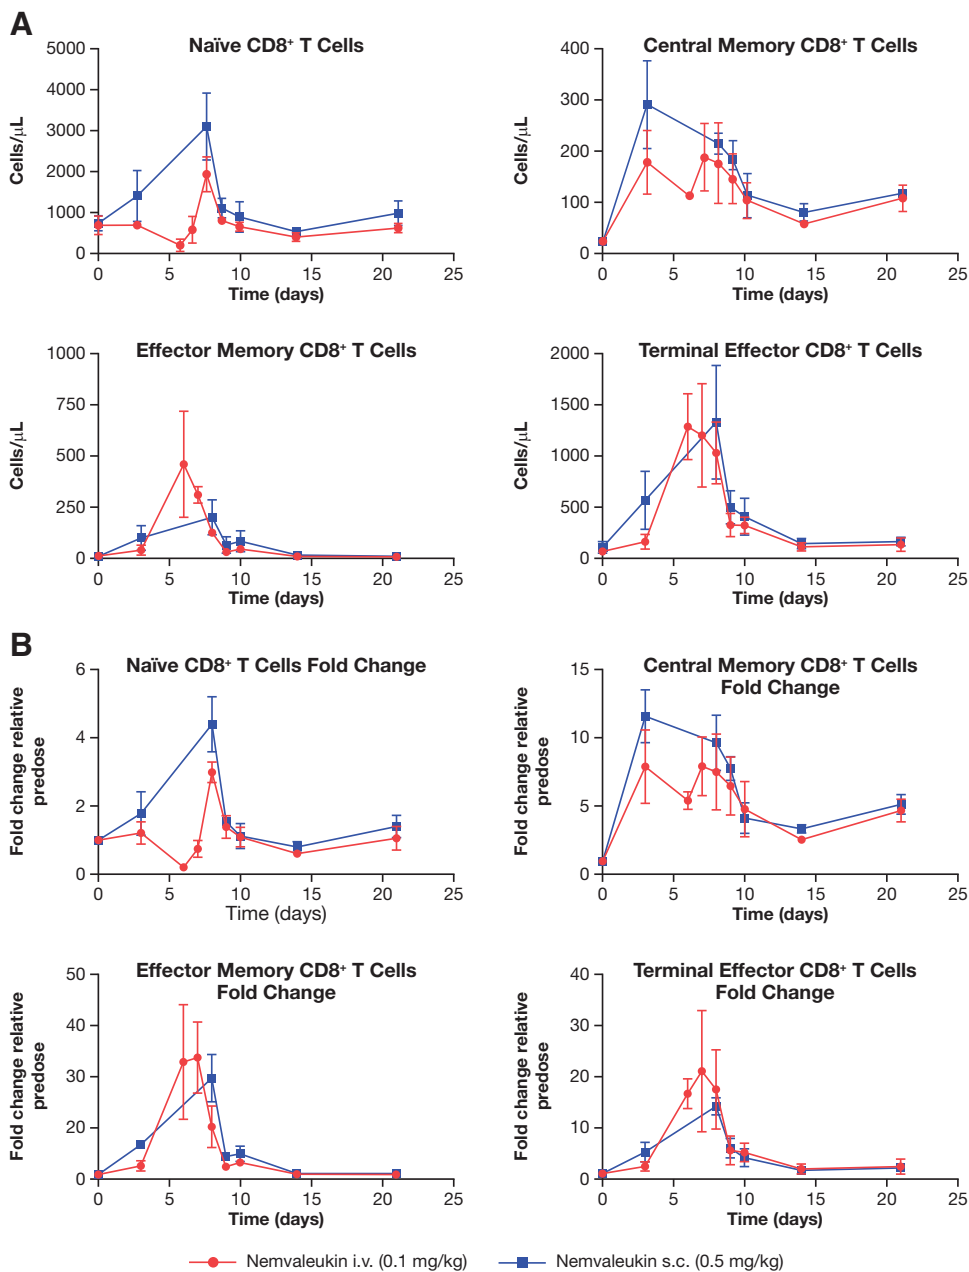 A
Naïve CD8+ T Cells
Cells/µL
5000
4000
3000
2000
1000
0
0 5 10 15 20 25
Time (days)
Central Memory CD8+ T Cells
Cells/µL
400
300
200
100
0
0 5 10 15 20 25
Time (days)
Effector Memory CD8+ T Cells
Cells/µL
1000
750
500
250
0
0 5 10 15 20 25
Time (days)
Terminal Effector CD8+ T Cells
Cells/µL
2000
1500
1000
500
0
0 5 10 15 20 25
Time (days)
B
Naïve CD8+ T Cells Fold Change
Fold change relative
predose
6
4
2
0
0 5 10 15 20 25
Time (days)
Central Memory CD8+ T Cells
Fold Change
Fold change relative
predose
15
10
5
0
0 5 10 15 20 25
Time (days)
Effector Memory CD8+ T Cells
Fold Change
Fold change relative
predose
50
40
30
20
0
0 5 10 15 20 25
Time (days)
Terminal Effector CD8+ T Cells
Fold Change
Fold change relative
predose
40
30
20
10
0
0 5 10 15 20 25
Time (days)
Nemvaleukin i.v. (0.1 mg/kg) Nemvaleukin s.c. (0.5 mg/kg)